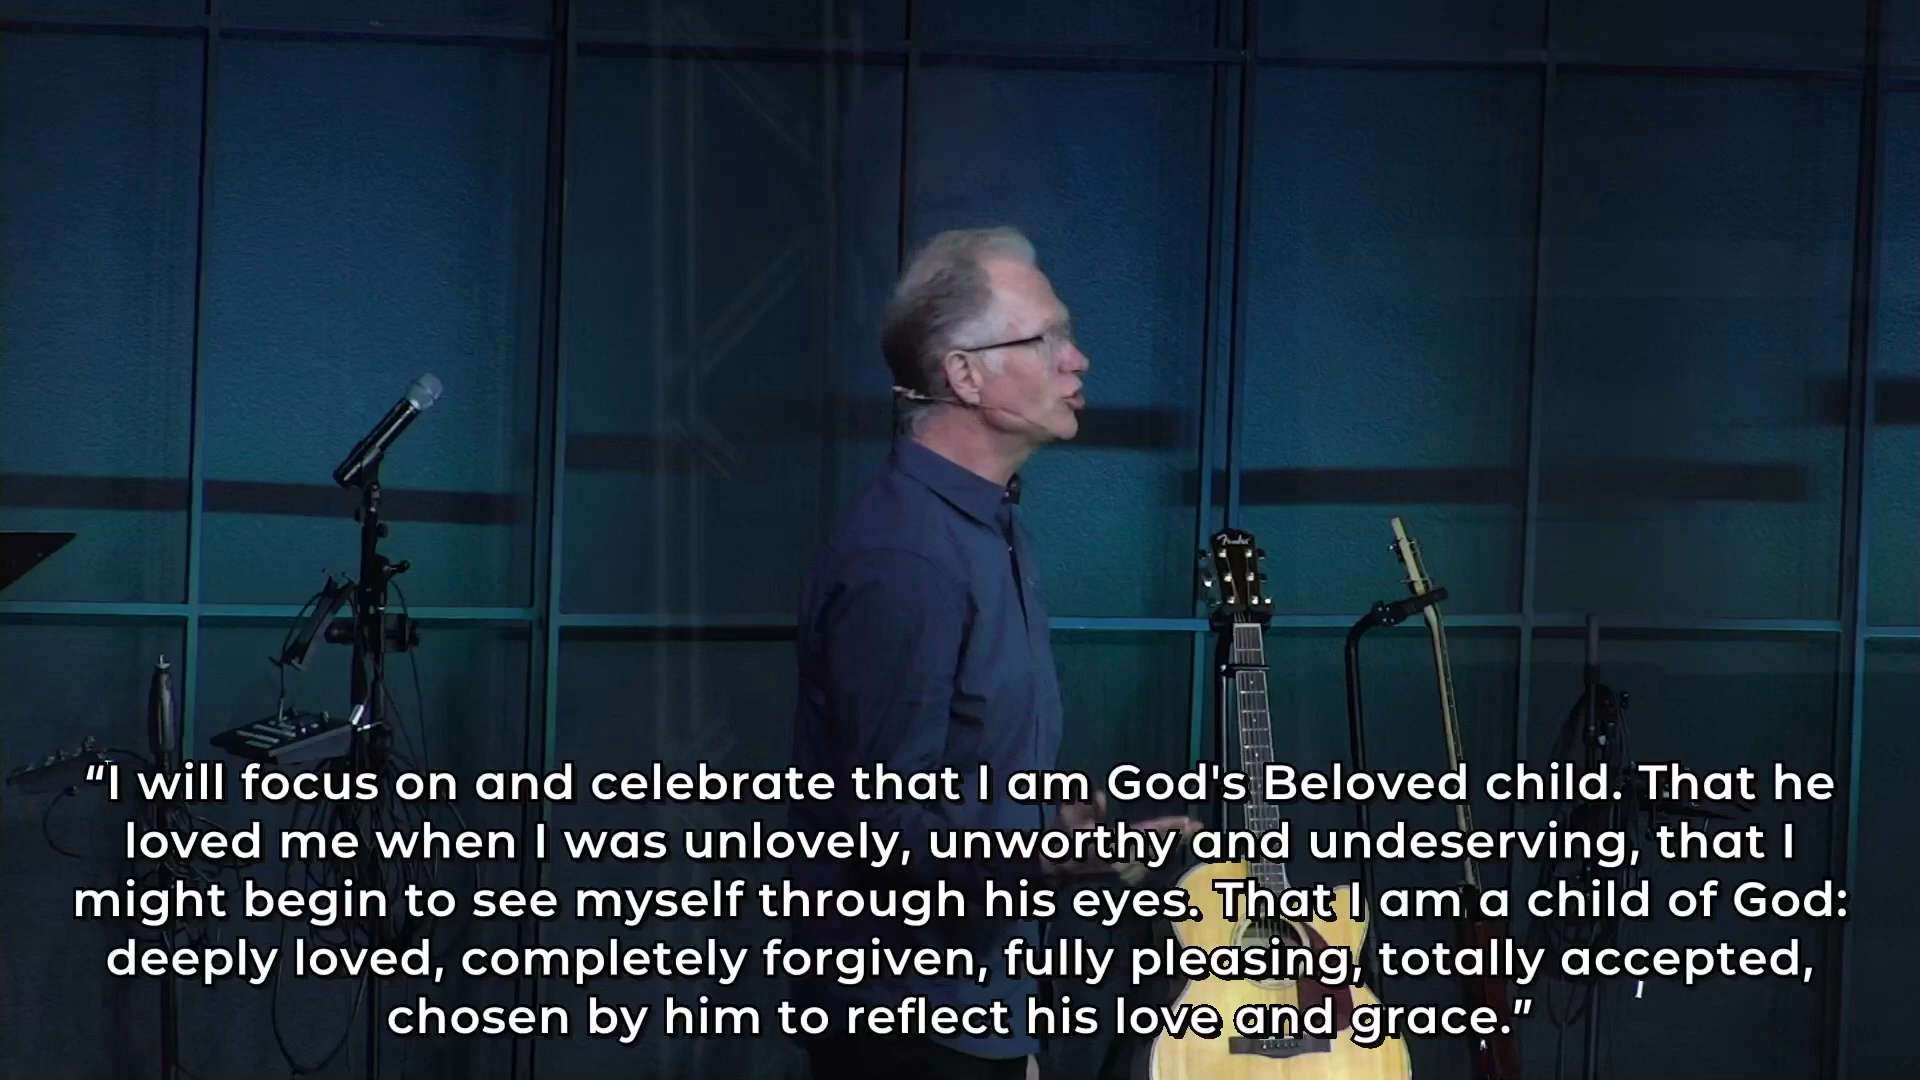 Fender
“I will focus on and celebrate that I am God's Beloved child. That he
loved me when I was unlovely, unworthy and undeserving, that I
might begin to see myself through his eyes. That I am a child of God:
deeply loved, completely forgiven, fully pleasing, totally accepted,
chosen by him to reflect his love and grace.”